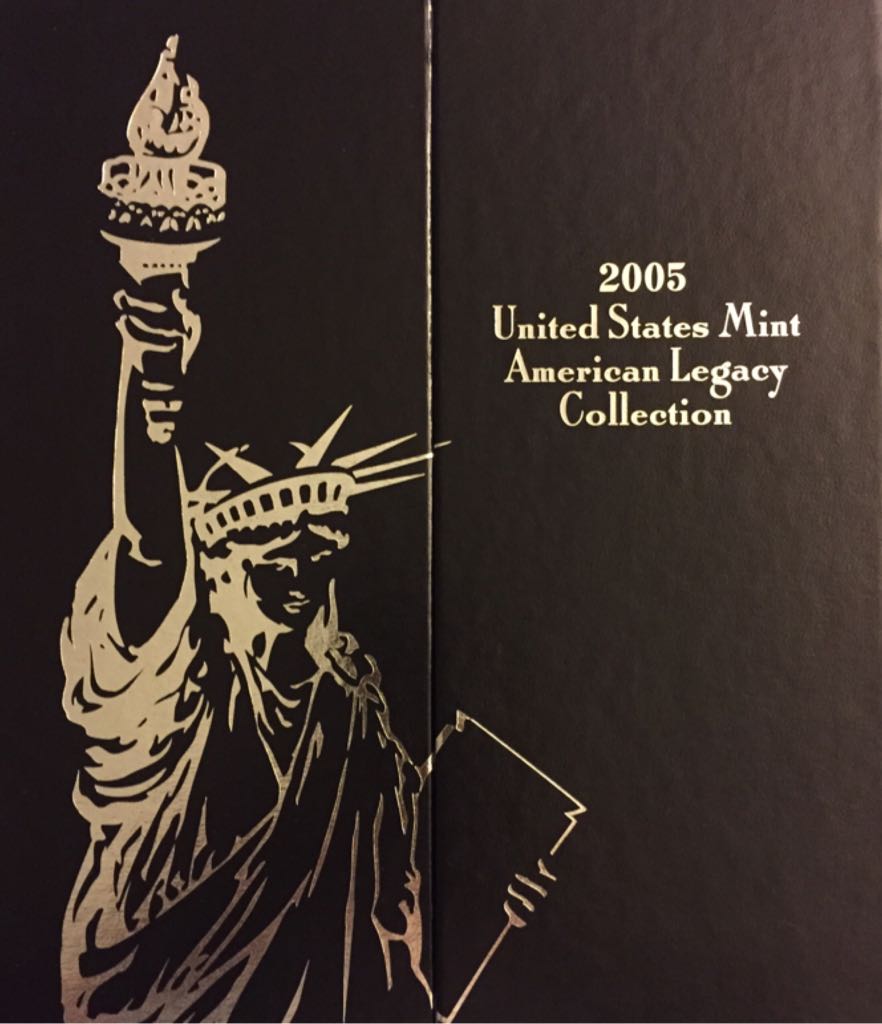 2005
United States Mint
American Legacy
Collection